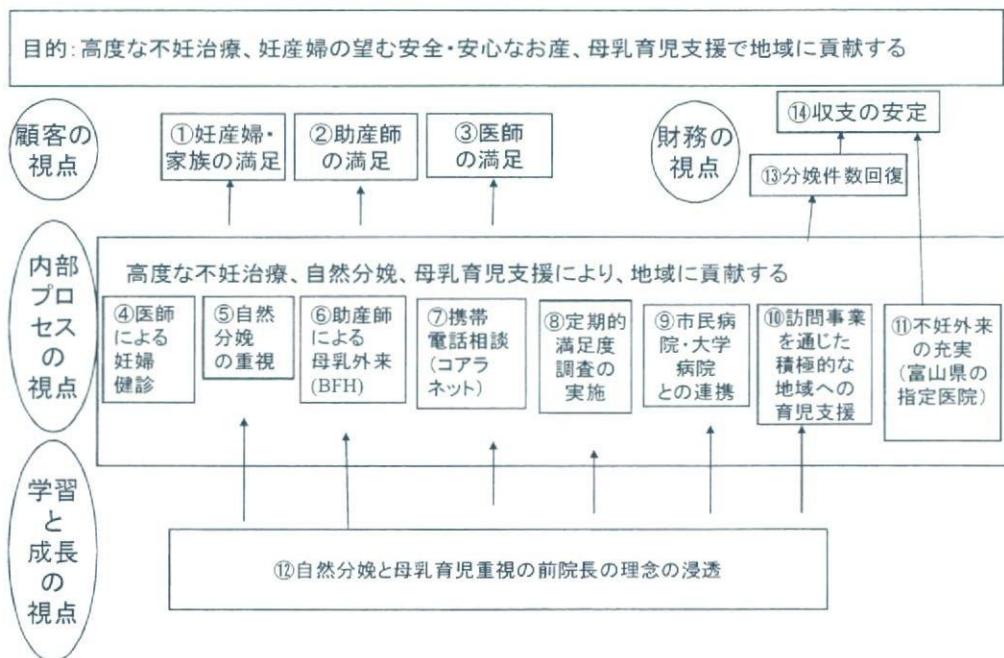 目的:高度な不妊治療、妊産婦の望む安全・安心なお産、母乳育児支援で地域に貢献する
顧客の
視点
①妊産婦・
家族の満足
②助産師
の満足
③医師
の満足
財務の
視点
⑭収支の安定
⑬分娩件数回復
内部
プロ
セスの
視点
高度な不妊治療、自然分娩、母乳育児支援により、地域に貢献する
④医師
による
妊婦
健診
⑤自然
分娩
の重視
⑥助産師
による
母乳外来
(BFH)
⑦携帯
電話相談
(コアラ
ネット)
⑧定期的
満足度
調査の
実施
⑨市民病
院・大学
病院
との連携
⑩訪問事業
を通じた
積極的な
地域への
育児支援
⑪不妊外来
の充実
(富山県の
指定医院)
学習
と
成長
の
視点
⑫自然分娩と母乳育児重視の前院長の理念の浸透